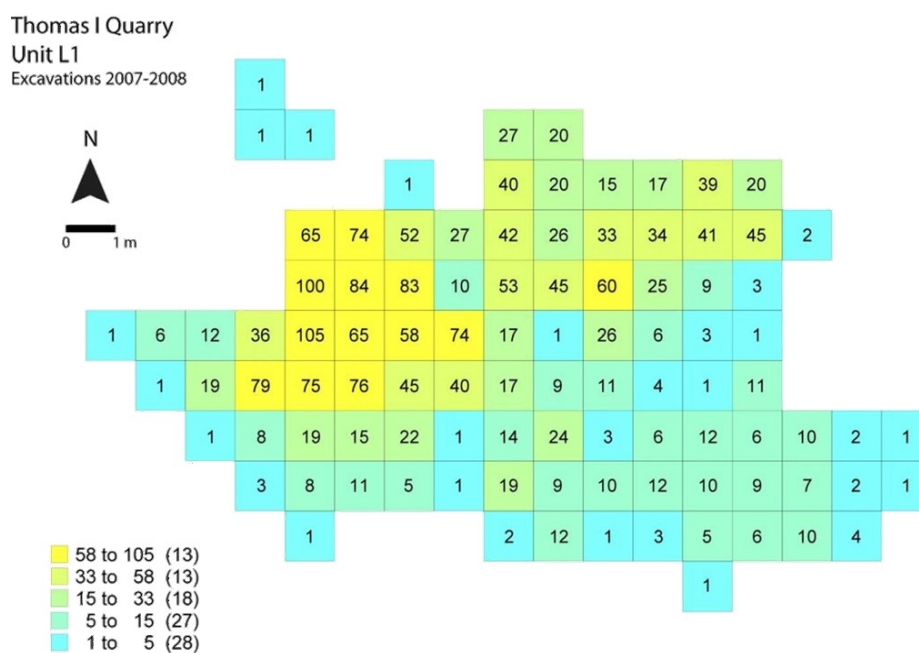 Thomas I Quarry
Unit L1
Excavations 2007-2008
1
N
1 1 27 20
1 40 20 15 17 39 20
0 1 m
65 74 52 27 42 26 33 34 41 45 2
100 84 83 10 53 45 60 25 9 3
1 6 12 36 105 65 58 74 17 1 26 6 3 1
1 19 79 75 76 45 40 17 9 11 4 1 11
1 8 19 15 22 1 14 24 3 6 12 6 10 2 1
3 8 11 5 1 19 9 10 12 10 9 7 2 1
1 2 12 1 3 5 6 10 4
1
58 to 105 (13)
33 to 58 (13)
15 to 33 (18)
5 to 15 (27)
1 to 5 (28)